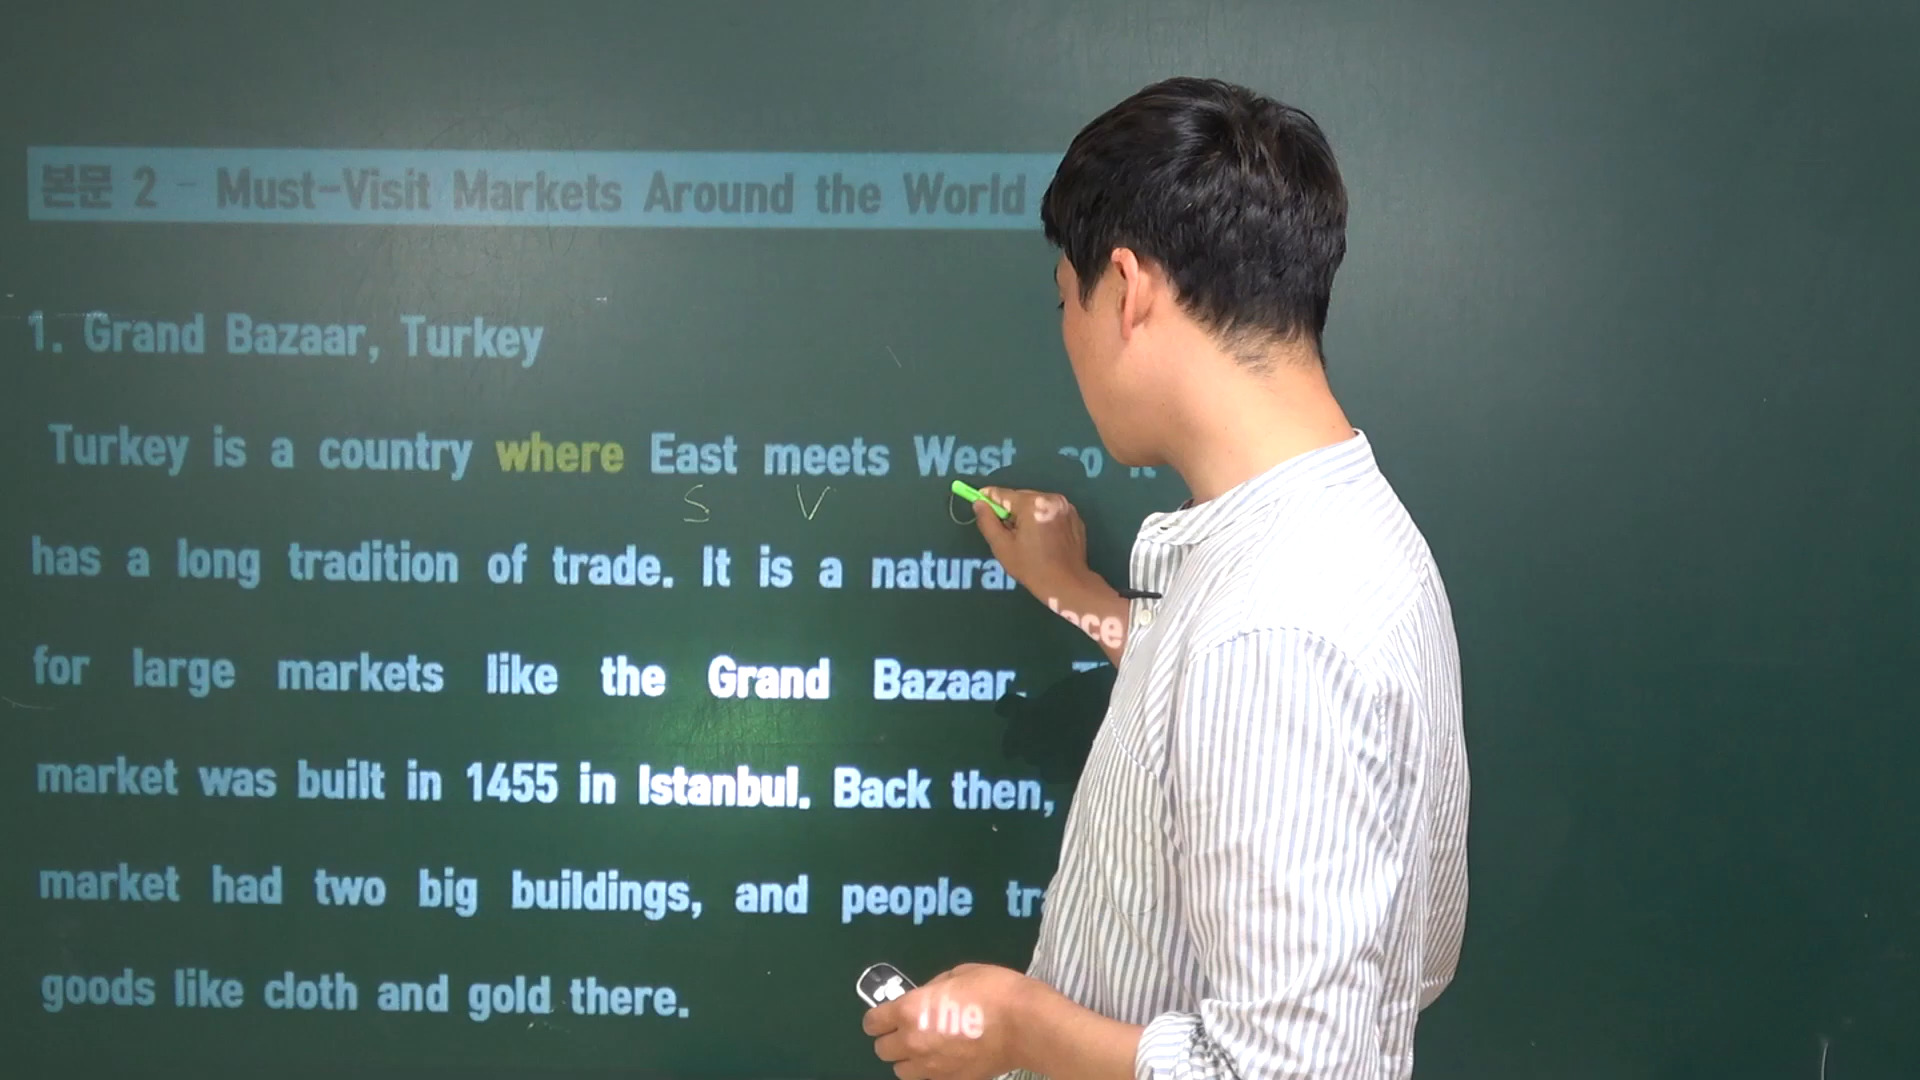 본문 2 - Must-Visit Markets Around the World
1. Grand Bazaar, Turkey
Turkey is a country where East meets West, so it
S V
has a long tradition of trade. It is a natural
for large markets like the Grand Bazaar.
market was built in 1455 in Istanbul. Back then,
market had two big buildings, and people
goods like cloth and gold there.
The